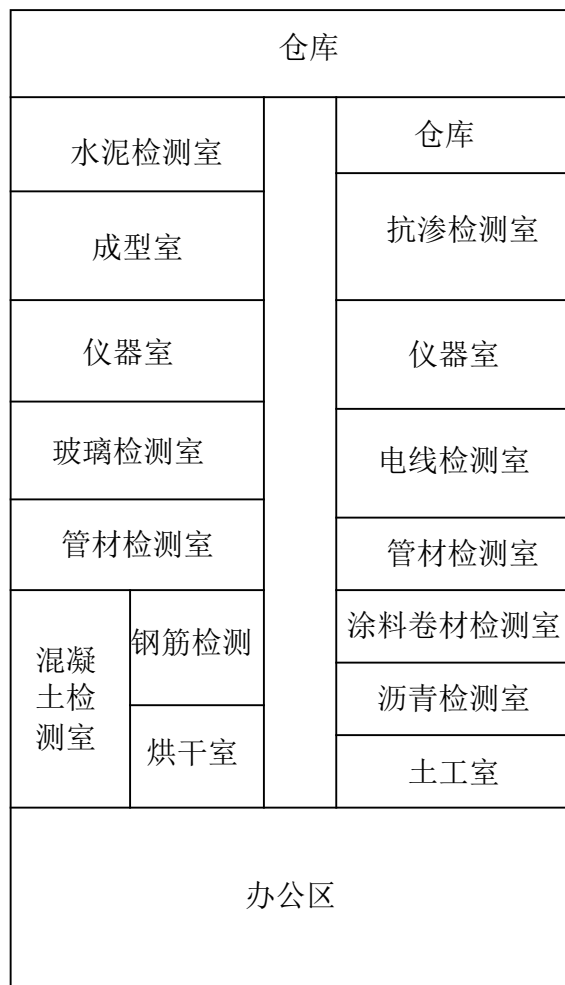 仓库
水泥检测室
仓库
成型室
抗渗检测室
仪器室
仪器室
玻璃检测室
电线检测室
管材检测室
管材检测室
混凝
土检
测室
钢筋检测
烘干室
涂料卷材检测室
沥青检测室
土工室
办公区